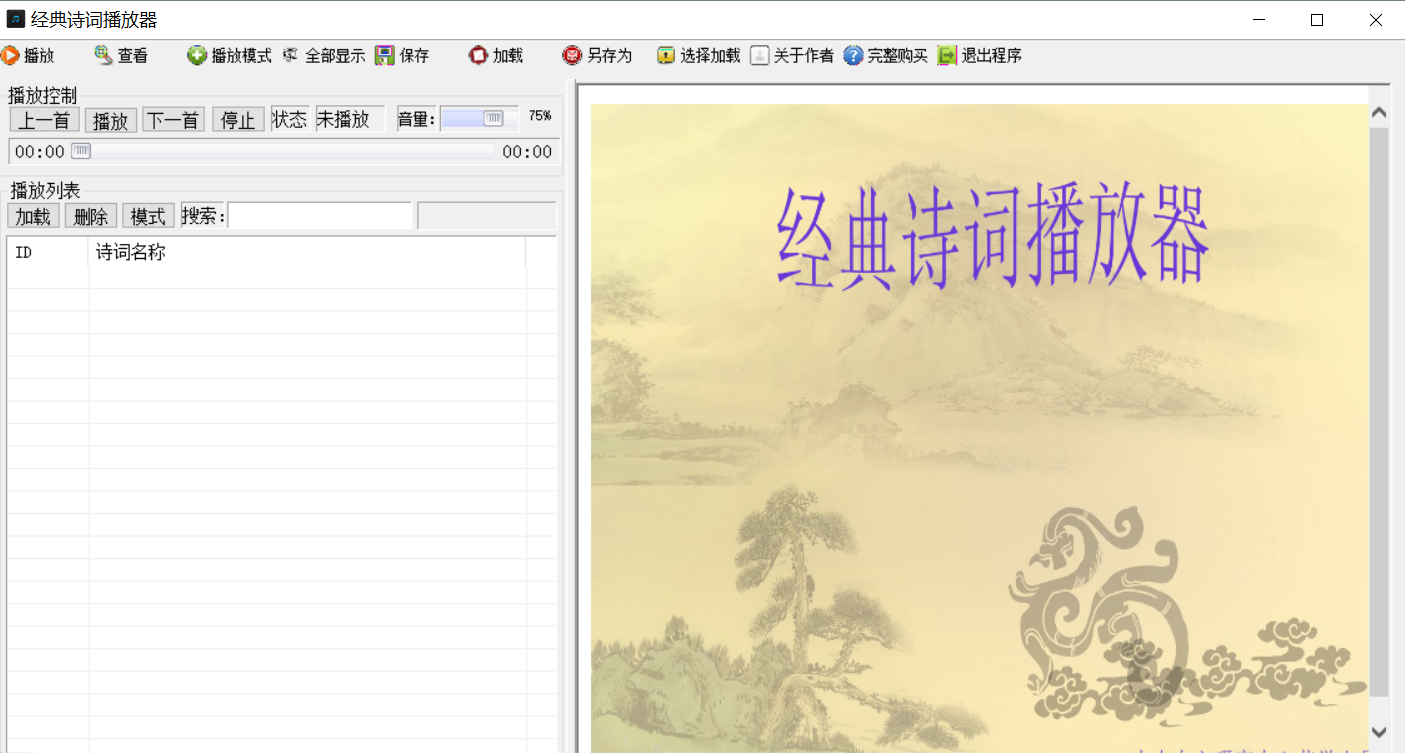 经典诗词播放器
播放 查看 播放模式 全部显示 保存 加载 另存为 选择加载 关于作者 完整购买 退出程序
播放控制
上一首 播放 下一首 停止 状态 未播放 音量: 75%
00:00 00:00
播放列表
加载 删除 模式 搜索:
ID 诗词名称
经典诗词播放器